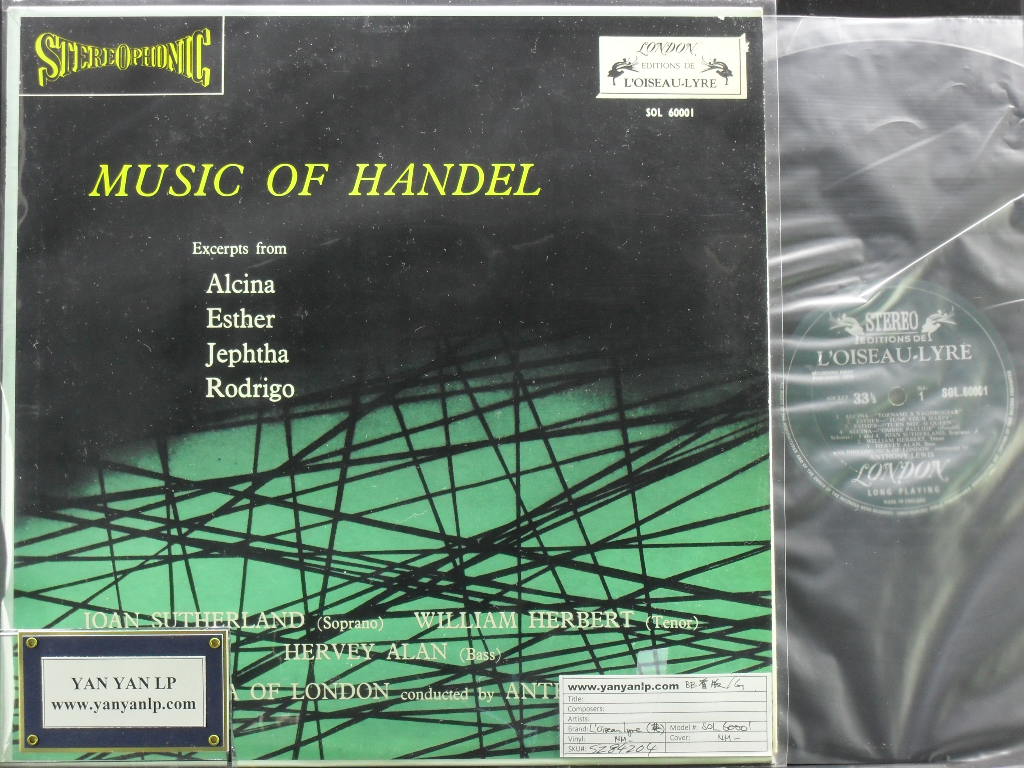 STEREOPHONIC
LONDON
EDITIONS DE
L'OISEAU-LYRE
SOL 60001
MUSIC OF HANDEL
Excerpts from
Alcina
Esther
Jephtha
Rodrigo
JOAN SUTHERLAND (Soprano) WILLIAM HERBERT (Tenor)
HERVEY ALAN (Bass)
OF LONDON conducted by
YAN YAN LP
www.yanyanlp.com
www.yanyanlp.com
Title:
Composers:
Artists:
Brand: L'Oiseau Lyre Model #: SOL 60001
Vinyl: NM- Cover: NM-
SKU#: 5284204
STEREO
EDITIONS DE
L'OISEAU-LYRE
33⅓ 1 SOL.60001
LONDON
LONG PLAYING